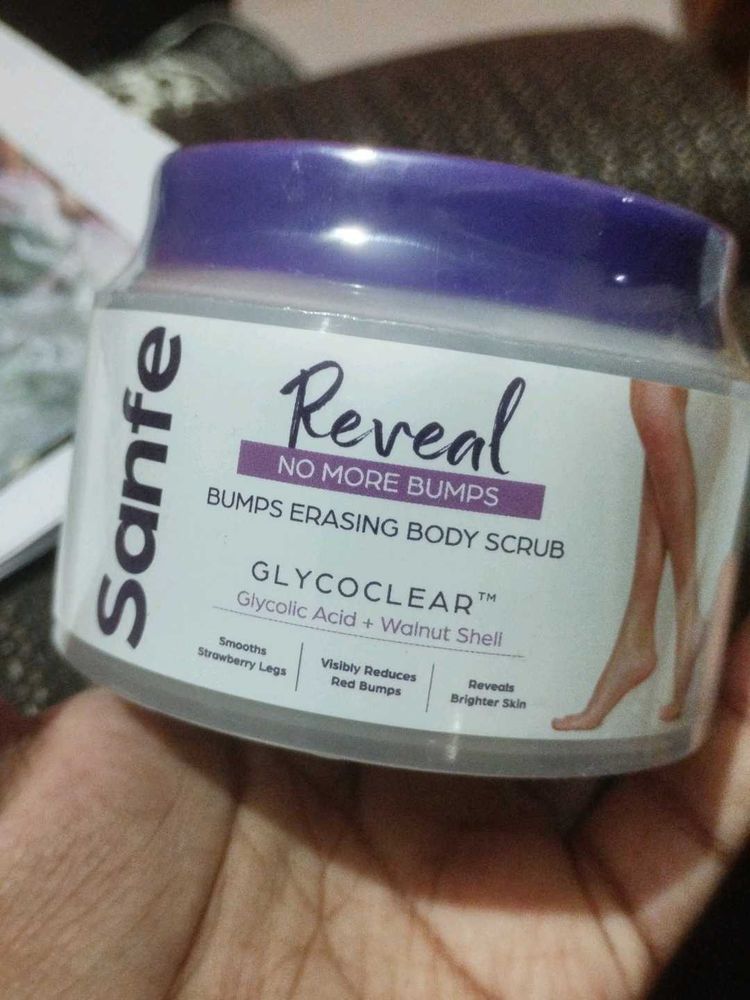 Sanfe
Reveal
NO MORE BUMPS
BUMPS ERASING BODY SCRUB
GLYCOCLEAR™
Glycolic Acid + Walnut Shell
Smooths
Strawberry Legs
Visibly Reduces
Red Bumps
Reveals
Brighter Skin